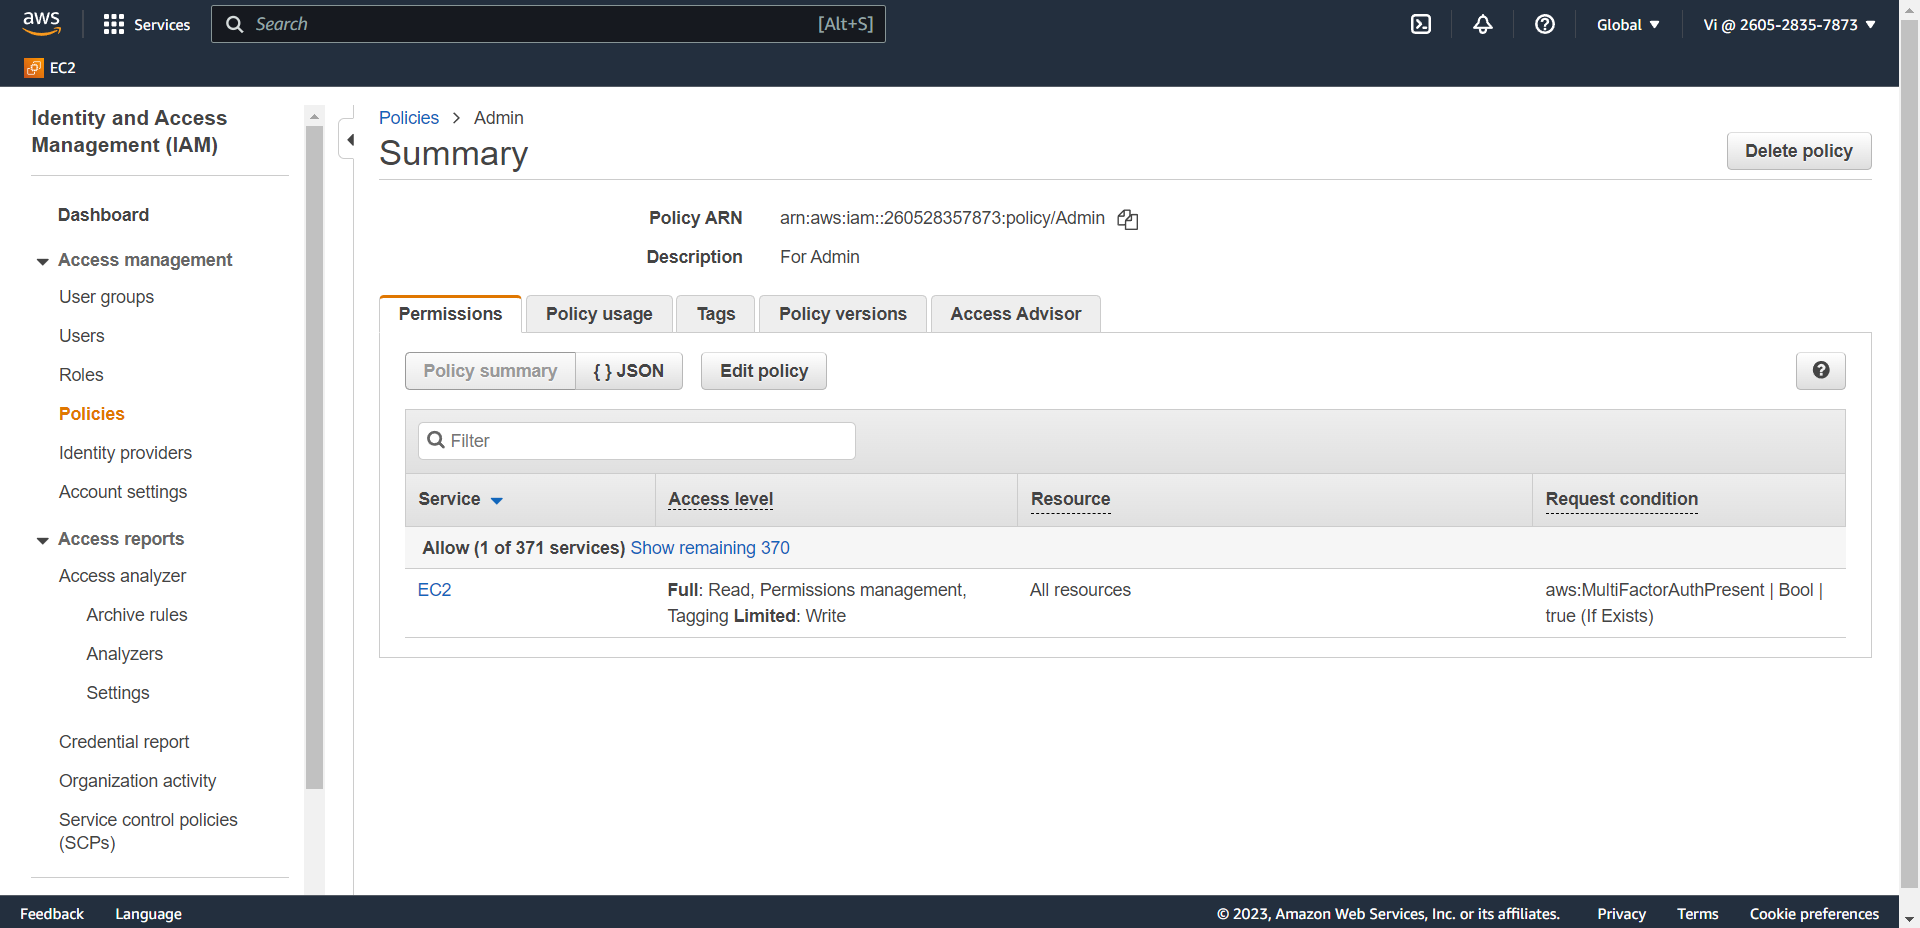 aws
Services
Search
[Alt+S]
Global
Vi @ 2605-2835-7873
EC2
Identity and Access
Management (IAM)
Dashboard
Access management
User groups
Users
Roles
Policies
Identity providers
Account settings
Access reports
Access analyzer
Archive rules
Analyzers
Settings
Credential report
Organization activity
Service control policies
(SCPs)
Policies > Admin
Summary
Delete policy
Policy ARN
arn:aws:iam::260528357873:policy/Admin
Description
For Admin
Permissions
Policy usage
Tags
Policy versions
Access Advisor
Policy summary
{ } JSON
Edit policy
Filter
Service
Access level
Resource
Request condition
Allow (1 of 371 services) Show remaining 370
EC2
Full: Read, Permissions management,
Tagging Limited: Write
All resources
aws:MultiFactorAuthPresent | Bool |
true (If Exists)
Feedback
Language
© 2023, Amazon Web Services, Inc. or its affiliates.
Privacy
Terms
Cookie preferences